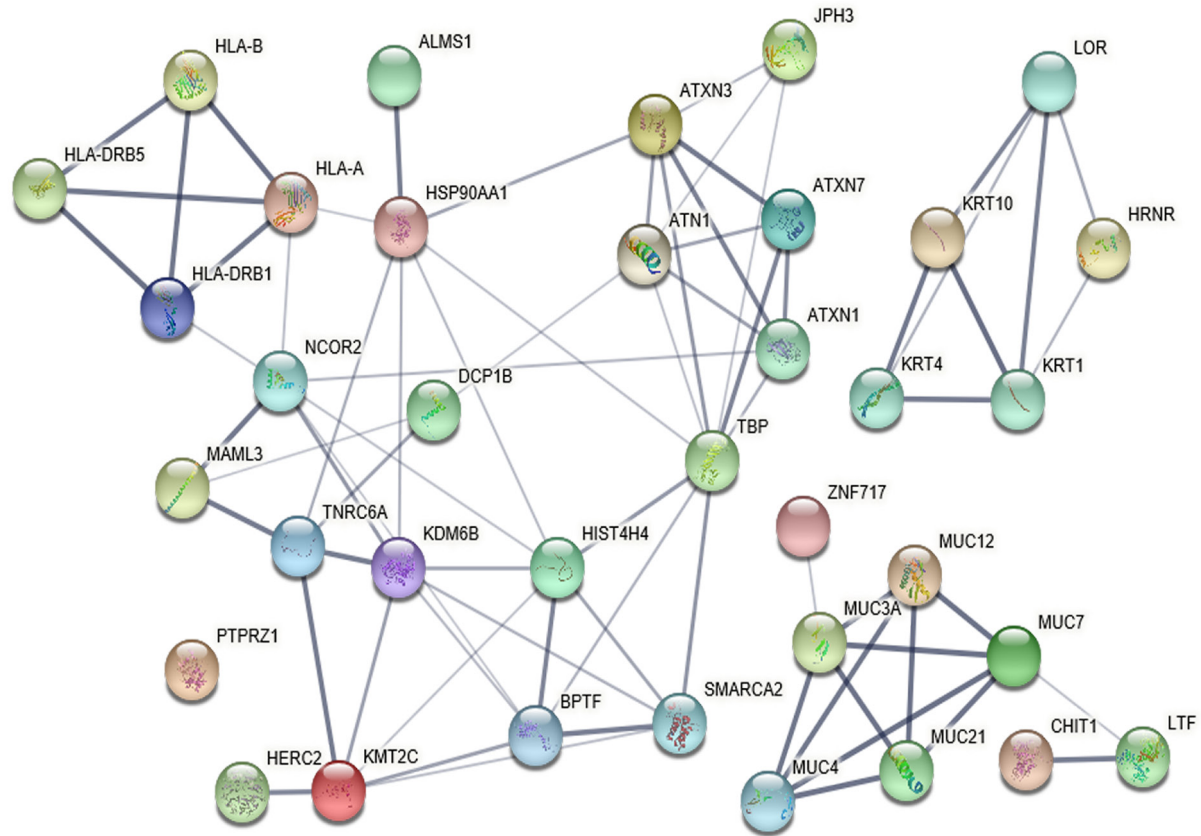 JPH3
HLA-B
ALMS1
LOR
ATXN3
HLA-DRB5
HLA-A
HSP90AA1
ATXN7
KRT10
HRNR
ATN1
HLA-DRB1
ATXN1
NCOR2
DCP1B
KRT4
KRT1
TBP
MAML3
ZNF717
TNRC6A
KDM6B
HIST4H4
MUC12
MUC3A
MUC7
PTPRZ1
BPTF
SMARCA2
CHIT1
LTF
MUC21
HERC2
KMT2C
MUC4